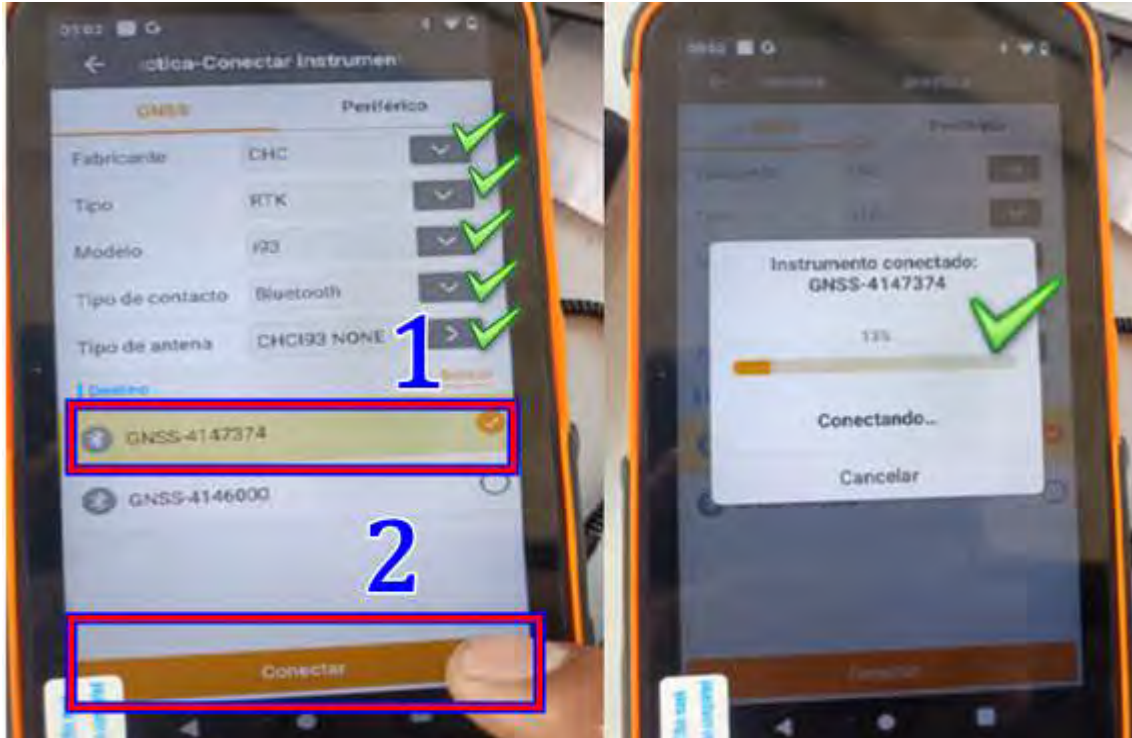 ctica-Conectar Instrumen
GNSS Periférico
Fabricante CHC
Tipo RTK
Modelo i93
Tipo de contacto Bluetooth
Tipo de antena CHCI93 NONE
1
Destino
GNSS-4147374
GNSS-4146000
2
Conectar
Instrumento conectado:
GNSS-4147374
13%
Conectando...
Cancelar